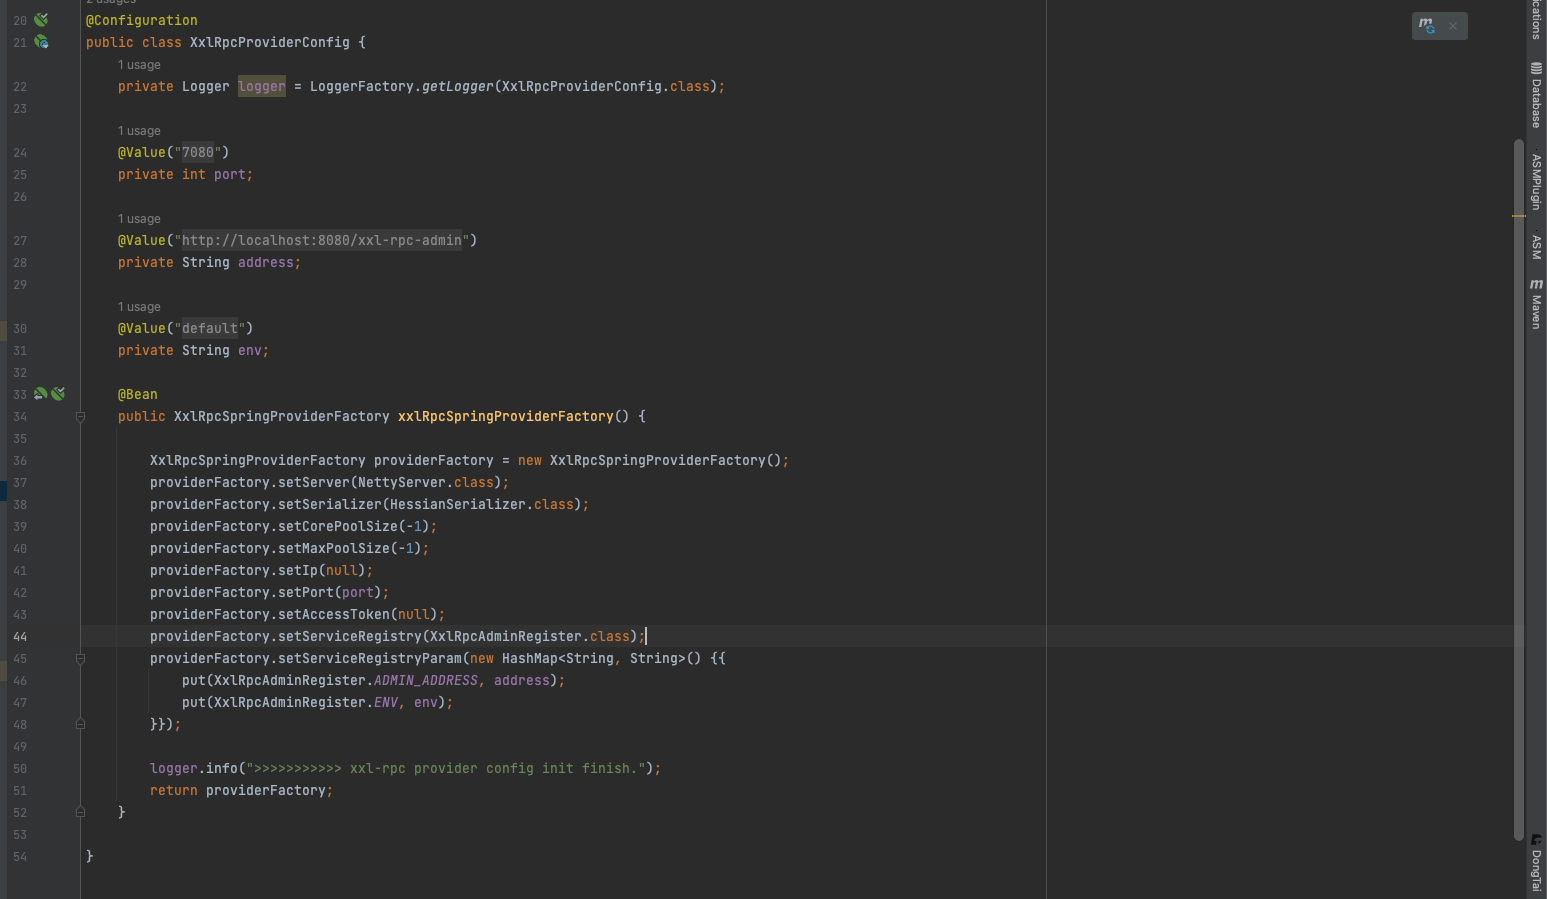 2 usages
20 @Configuration
21 public class XxlRpcProviderConfig {
1 usage
22 private Logger logger = LoggerFactory.getLogger(XxlRpcProviderConfig.class);
23
1 usage
24 @Value("7080")
25 private int port;
26
1 usage
27 @Value("http://localhost:8080/xxl-rpc-admin")
28 private String address;
29
1 usage
30 @Value("default")
31 private String env;
32
33 @Bean
34 public XxlRpcSpringProviderFactory xxlRpcSpringProviderFactory() {
35
36 XxlRpcSpringProviderFactory providerFactory = new XxlRpcSpringProviderFactory();
37 providerFactory.setServer(NettyServer.class);
38 providerFactory.setSerializer(HessianSerializer.class);
39 providerFactory.setCorePoolSize(-1);
40 providerFactory.setMaxPoolSize(-1);
41 providerFactory.setIp(null);
42 providerFactory.setPort(port);
43 providerFactory.setAccessToken(null);
44 providerFactory.setServiceRegistry(XxlRpcAdminRegister.class);
45 providerFactory.setServiceRegistryParam(new HashMap<String, String>() {{
46 put(XxlRpcAdminRegister.ADMIN_ADDRESS, address);
47 put(XxlRpcAdminRegister.ENV, env);
48 }});
49
50 logger.info(">>>>>>>>>>> xxl-rpc provider config init finish.");
51 return providerFactory;
52 }
53
54 }
m
Database
ASMPlugin
ASM
m Maven
DongTai